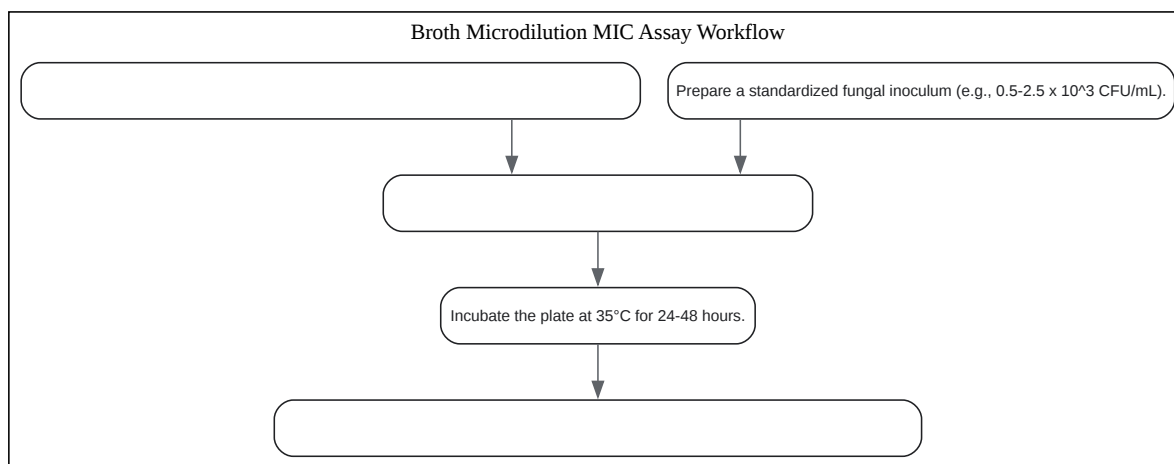 Broth Microdilution MIC Assay Workflow
Prepare a standardized fungal inoculum (e.g., 0.5-2.5 x 10^3 CFU/mL).
Incubate the plate at 35°C for 24-48 hours.